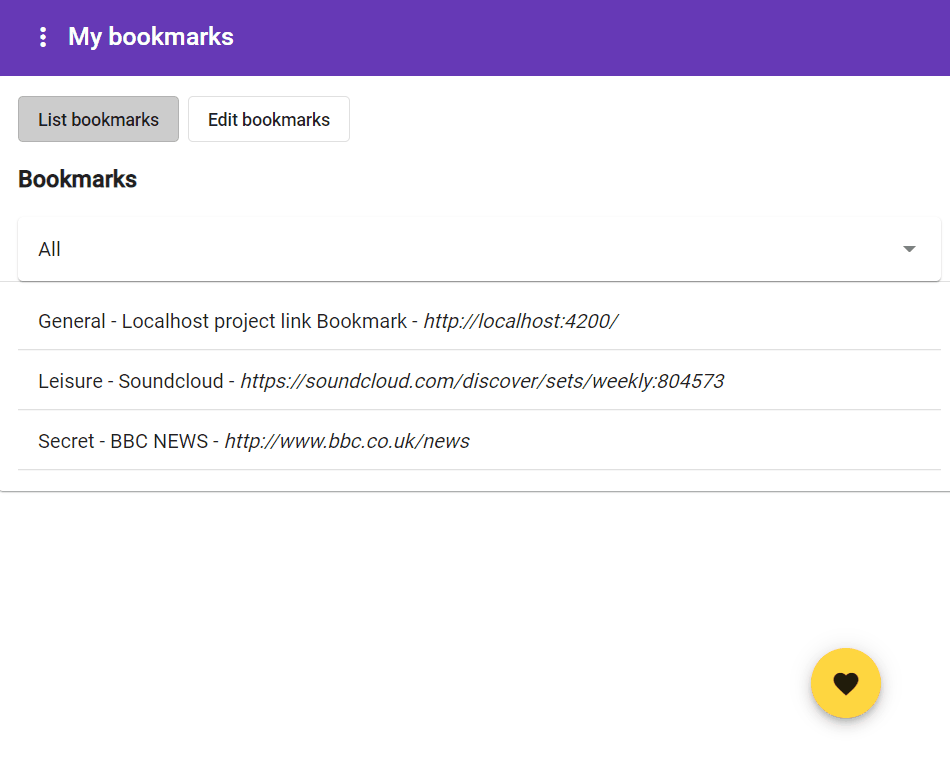 My bookmarks
List bookmarks Edit bookmarks
Bookmarks
All
General - Localhost project link Bookmark - http://localhost:4200/
Leisure - Soundcloud - https://soundcloud.com/discover/sets/weekly:804573
Secret - BBC NEWS - http://www.bbc.co.uk/news